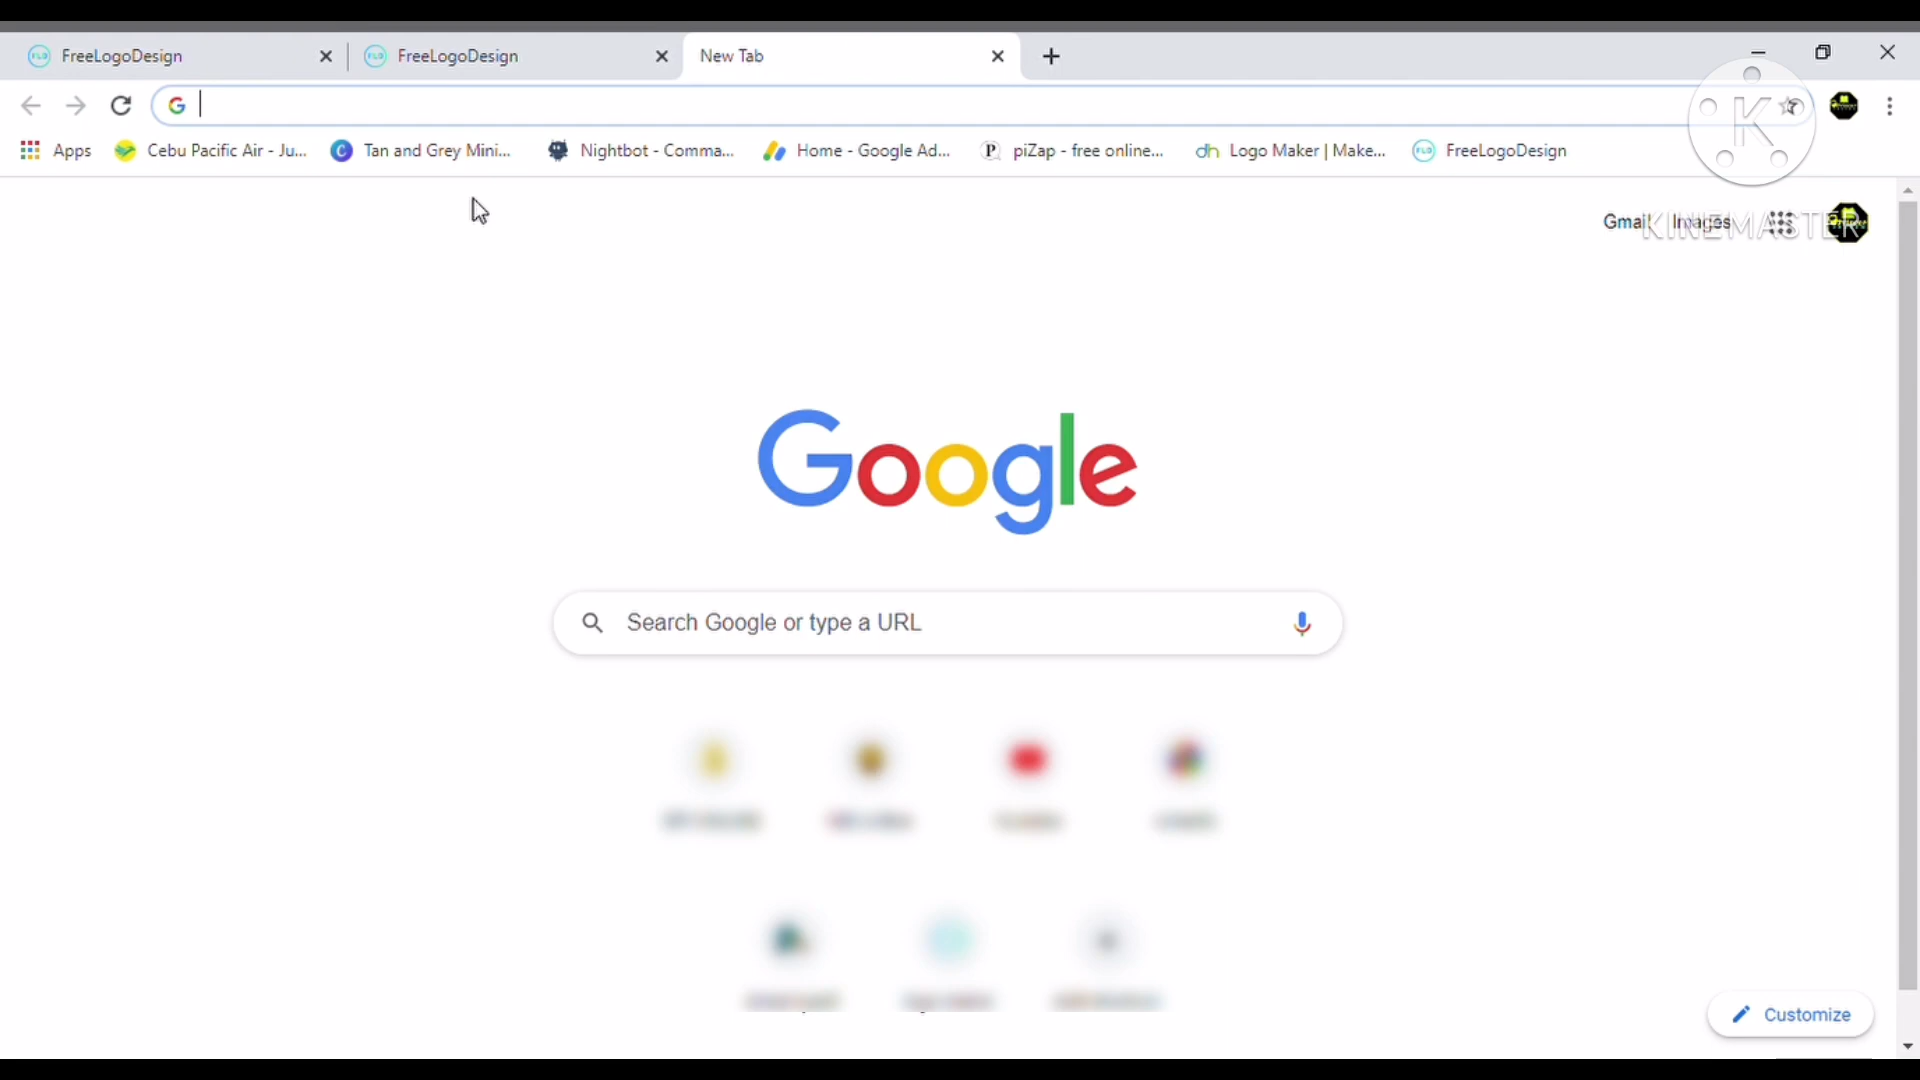 FreeLogoDesign
FreeLogoDesign
New Tab
Apps
Cebu Pacific Air - Ju...
Tan and Grey Mini...
Nightbot - Comma...
Home - Google Ad...
piZap - free online...
Logo Maker | Make...
FreeLogoDesign
Gmail
Images
KINEMASTER
Google
Search Google or type a URL
Customize